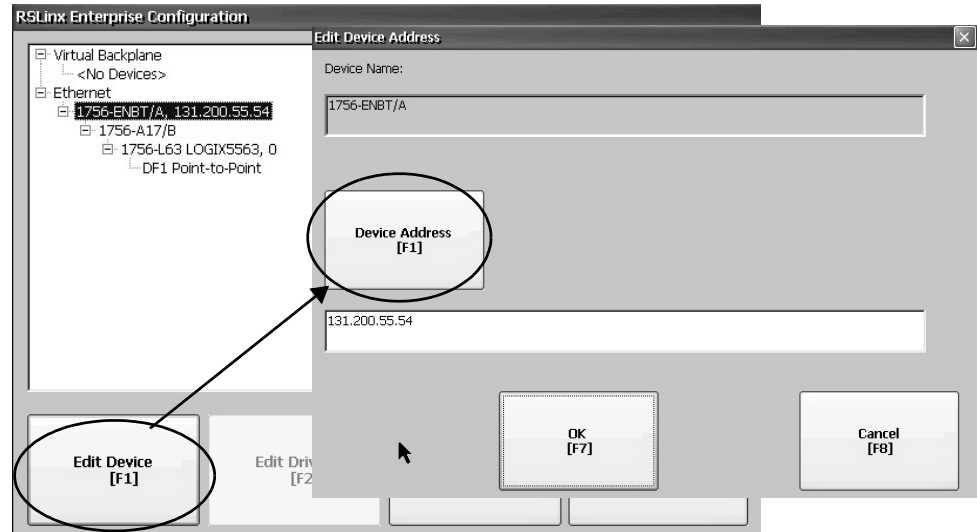 RSLinx Enterprise Configuration
Virtual Backplane
<No Devices>
Ethernet
1756-ENBT/A, 131.200.55.54
1756-A17/B
1756-L63 LOGIX5563, 0
DF1 Point-to-Point
Edit Device
[F1]
Edit
Edit Device Address
Device Name:
1756-ENBT/A
Device Address
[F1]
131.200.55.54
OK
[F7]
Cancel
[F8]